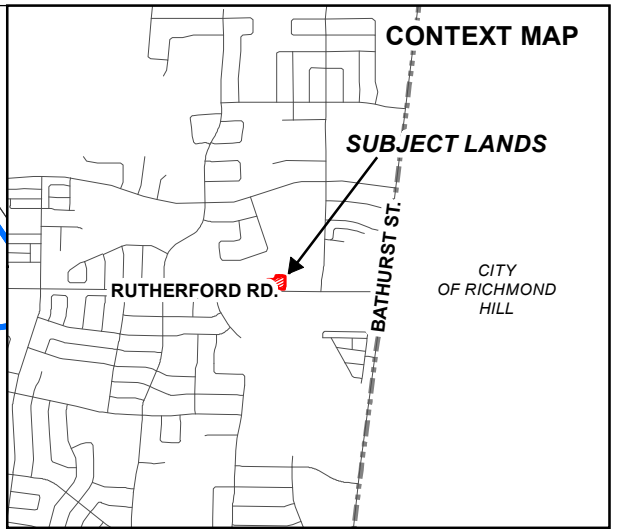 CONTEXT MAP
SUBJECT LANDS
BATHURST ST.
RUTHERFORD RD.
CITY
OF RICHMOND
HILL